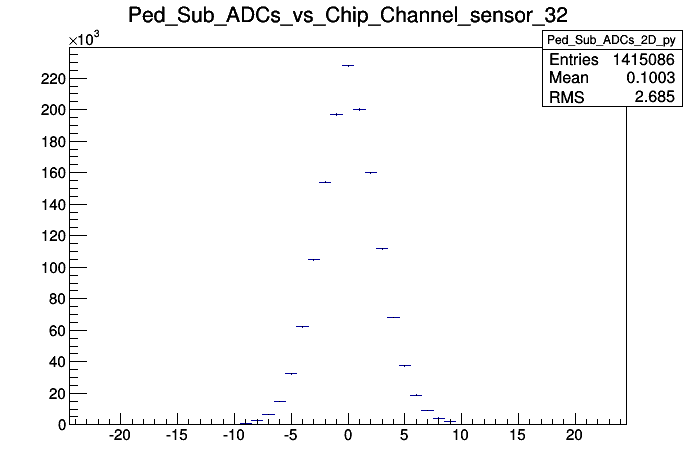 Ped_Sub_ADCs_vs_Chip_Channel_sensor_32
×10³
Ped_Sub_ADCs_2D_py
Entries 1415086
Mean 0.1003
RMS 2.685
220
200
180
160
140
120
100
80
60
40
20
0
-20 -15 -10 -5 0 5 10 15 20